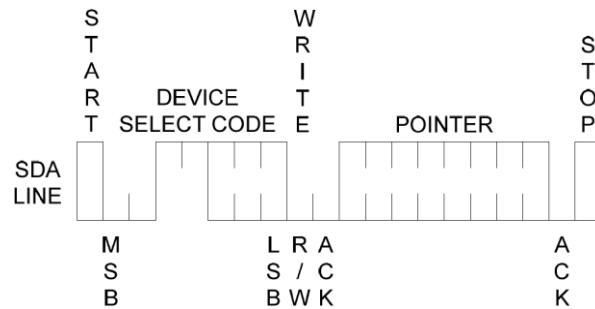 START
WRITE
STOP
DEVICE
SELECT CODE
POINTER
SDA
LINE
MSB
LSB
R/W
ACK
ACK